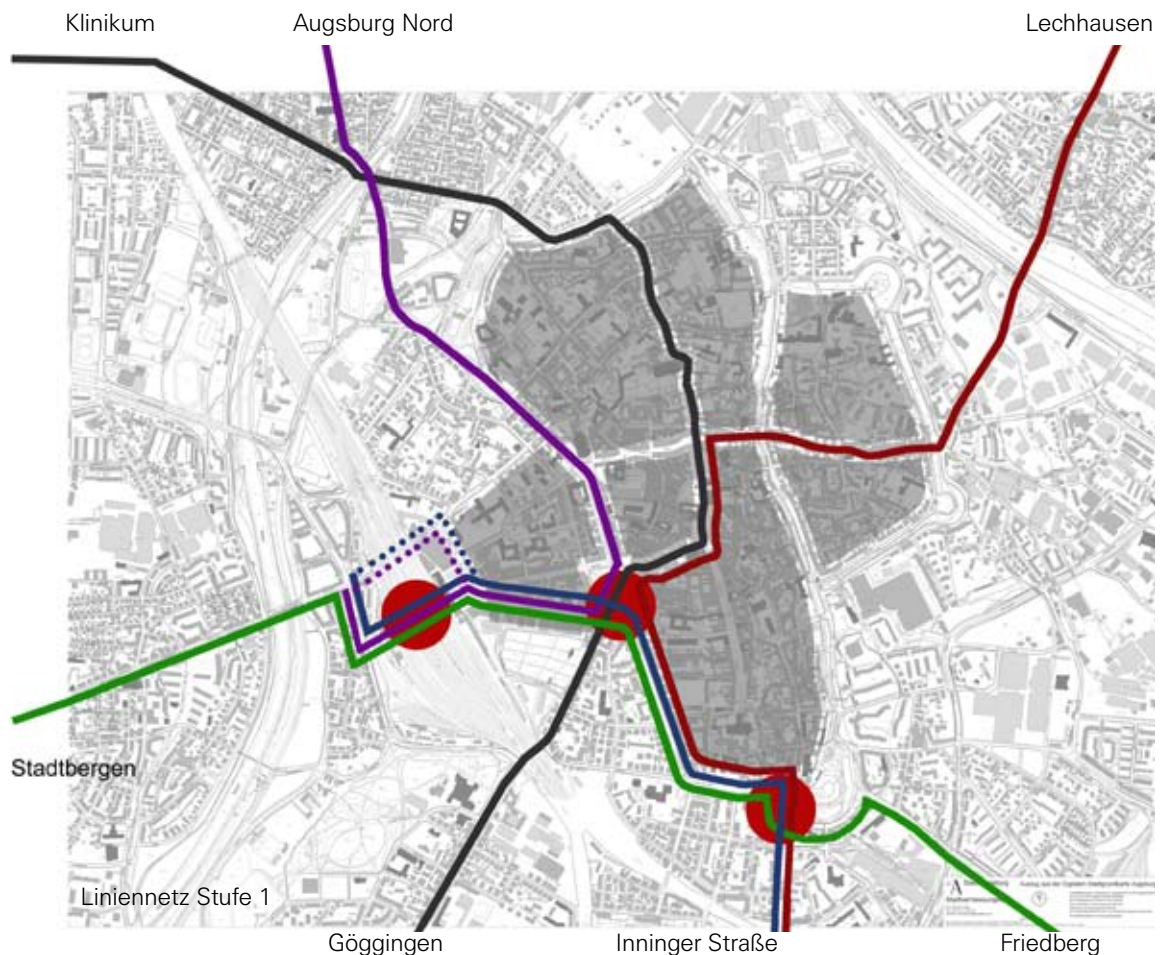 Klinikum
Augsburg Nord
Lechhausen
Stadtbergen
Liniennetz Stufe 1
Göggingen
Inninger Straße
Friedberg